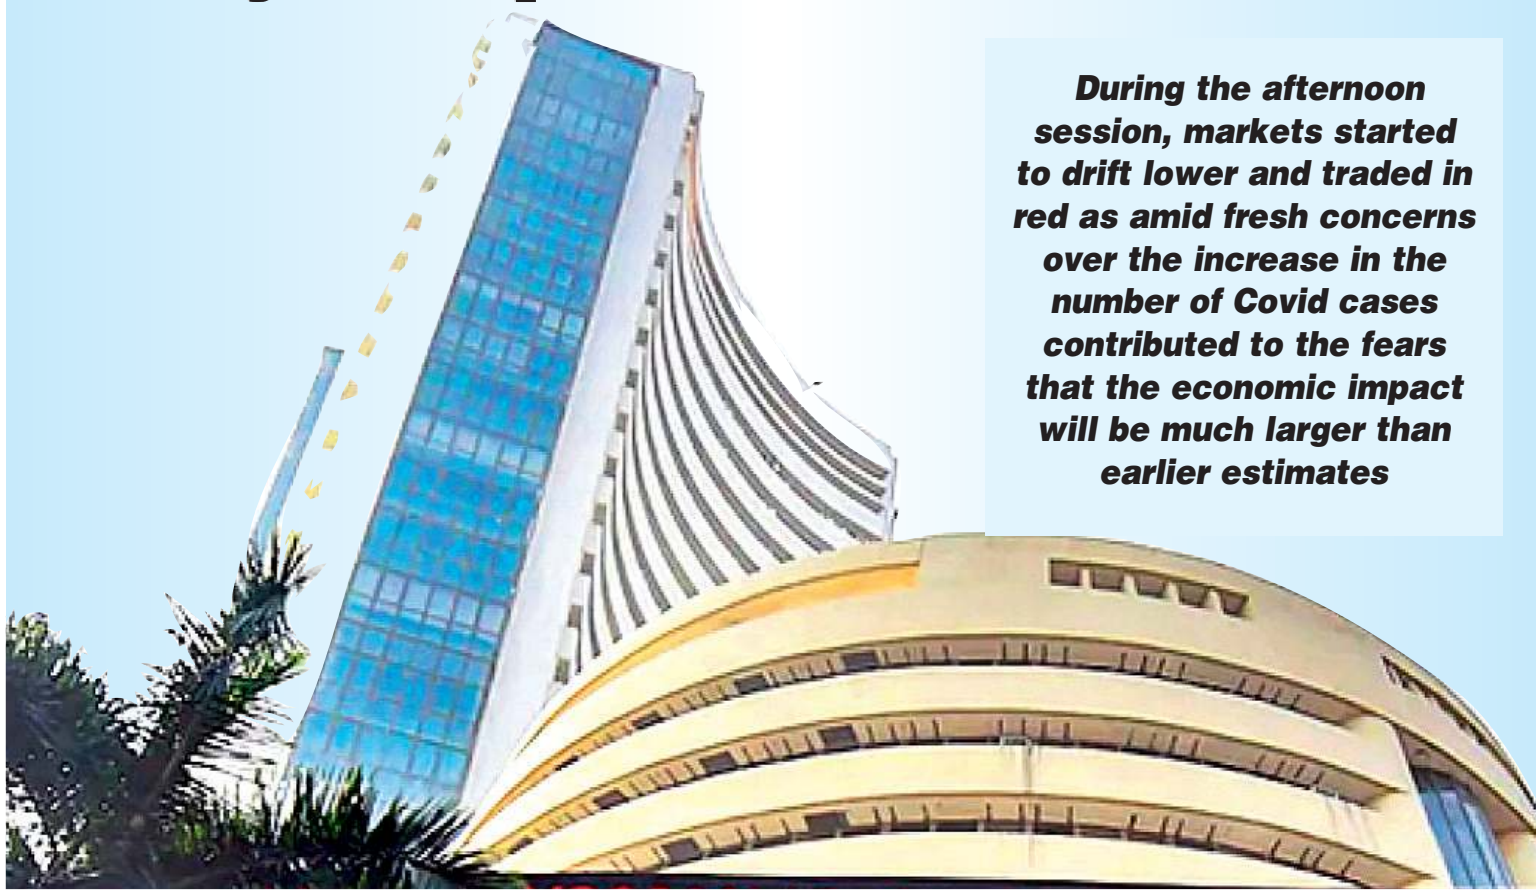 During the afternoon
session, markets started
to drift lower and traded in
red as amid fresh concerns
over the increase in the
number of Covid cases
contributed to the fears
that the economic impact
will be much larger than
earlier estimates